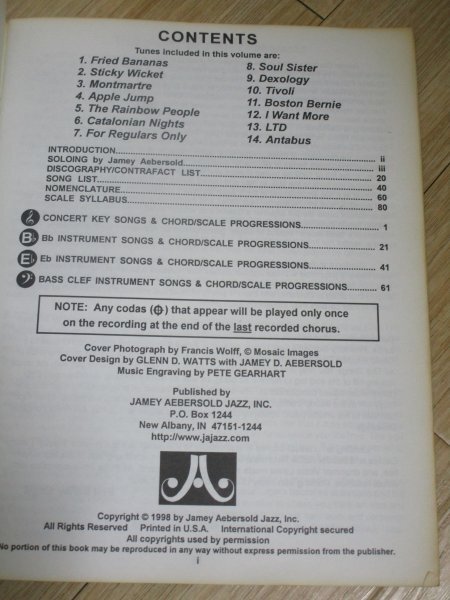 CONTENTS
Tunes included in this volume are:
1. Fried Bananas
2. Sticky Wicket
3. Montmartre
4. Apple Jump
5. The Rainbow People
6. Catalonian Nights
7. For Regulars Only
8. Soul Sister
9. Dexology
10. Tivoli
11. Boston Bernie
12. I Want More
13. LTD
14. Antabus
INTRODUCTION........ ii
SOLOING by Jamey Aebersold........ iii
DISCOGRAPHY/CONTRAFACT LIST........ 20
SONG LIST........ 40
NOMENCLATURE........ 60
SCALE SYLLABUS........ 80
CONCERT KEY SONGS & CHORD/SCALE PROGRESSIONS........ 1
B♭ Bb INSTRUMENT SONGS & CHORD/SCALE PROGRESSIONS........ 21
E♭ Eb INSTRUMENT SONGS & CHORD/SCALE PROGRESSIONS........ 41
BASS CLEF INSTRUMENT SONGS & CHORD/SCALE PROGRESSIONS........ 61
NOTE: Any codas (𝄌) that appear will be played only once
on the recording at the end of the last recorded chorus.
Cover Photograph by Francis Wolff, © Mosaic Images
Cover Design by GLENN D. WATTS with JAMEY D. AEBERSOLD
Music Engraving by PETE GEARHART
Published by
JAMEY AEBERSOLD JAZZ, INC.
P.O. Box 1244
New Albany, IN 47151-1244
http://www.jajazz.com
Copyright © 1998 by Jamey Aebersold Jazz, Inc.
All Rights Reserved Printed in U.S.A. International Copyright secured
All copyrights used by permission
No portion of this book may be reproduced in any way without express permission from the publisher.
i